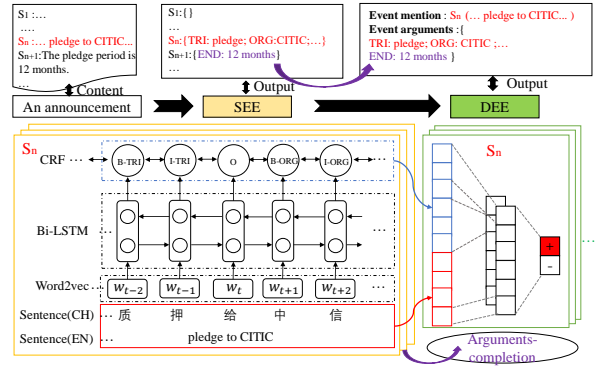 S1 :…
….
Sn :… pledge to CITIC...
Sn+1:The pledge period is
12 months.
…
S1:{}
…
Sn:{TRI: pledge; ORG:CITIC;…}
Sn+1:{END: 12 months}
…
Event mention : Sn (… pledge to CITIC... )
Event arguments :{
TRI: pledge; ORG: CITIC ;…
END: 12 months }
Content
Output
Output
An announcement
SEE
DEE
Sn
CRF …
B-TRI
I-TRI
O
B-ORG
I-ORG
…
Bi-LSTM …
…
Word2vec …
wt−2
wt−1
wt
wt+1
wt+2
…
Sentence(CH) …
质 押 给 中 信
Sentence(EN) …
pledge to CITIC
Sn
+
-
…
Arguments-
completion